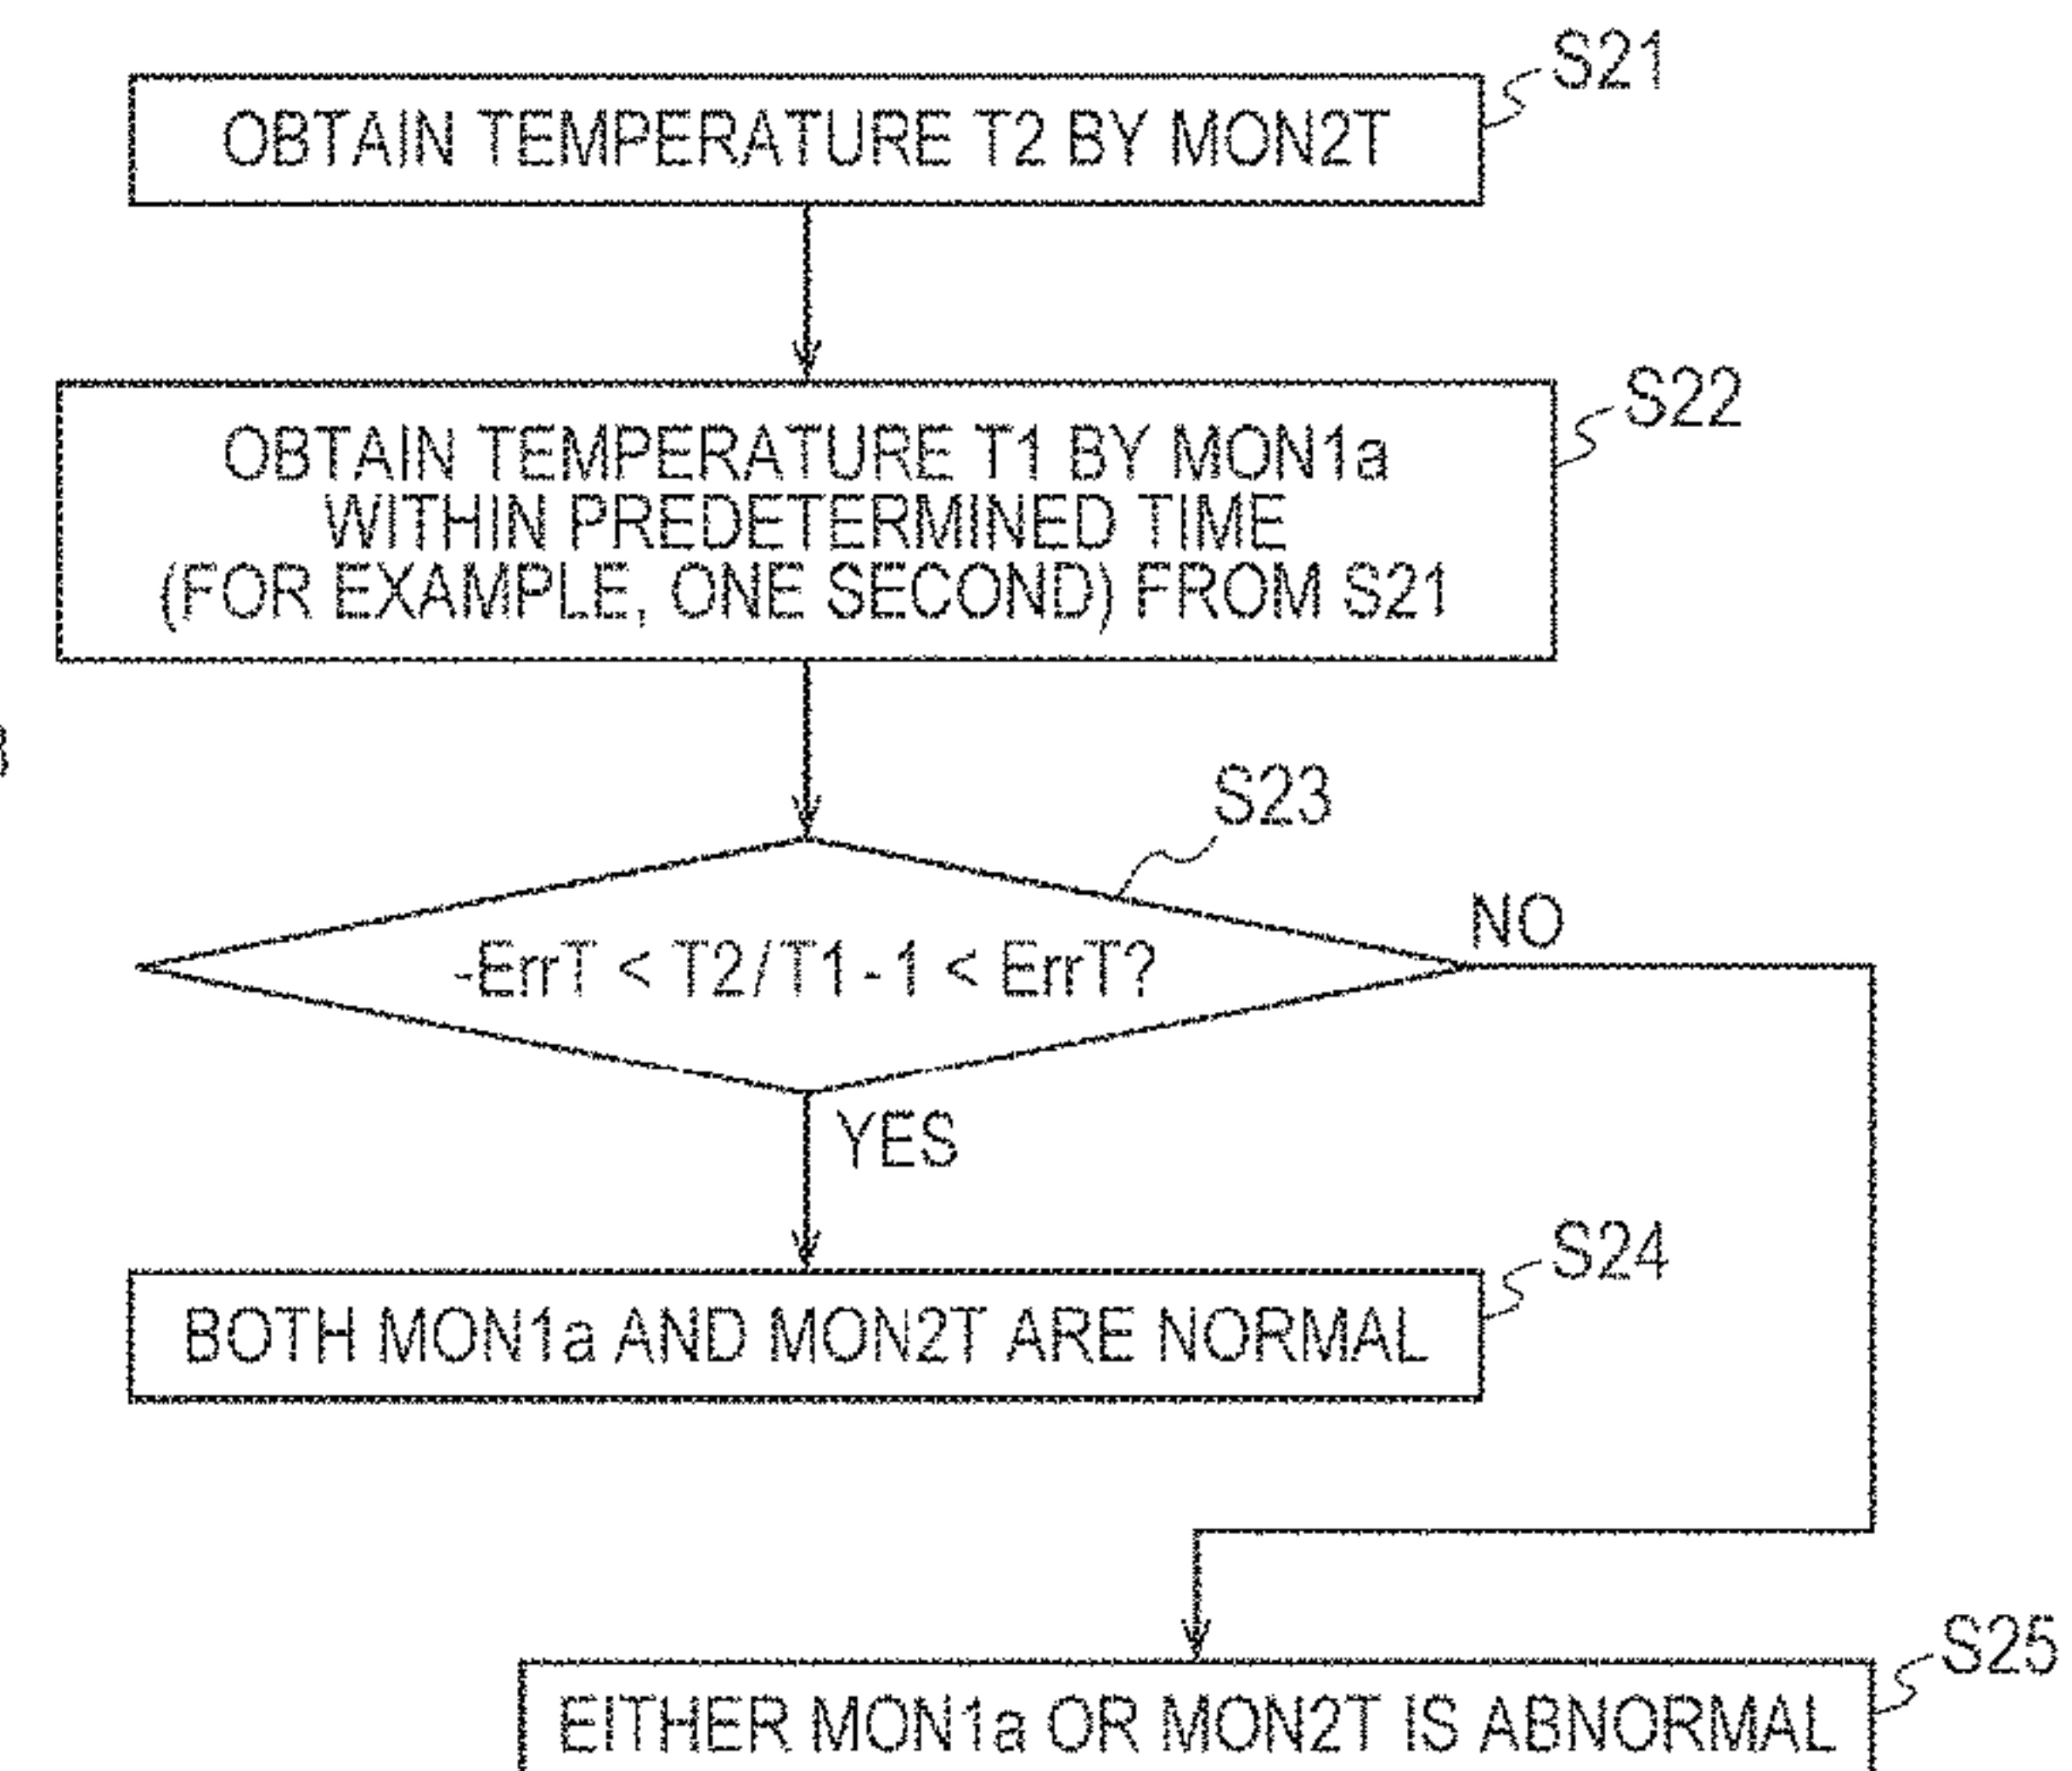 S21
OBTAIN TEMPERATURE T2 BY MON2T
S22
OBTAIN TEMPERATURE T1 BY MON1a
WITHIN PREDETERMINED TIME
(FOR EXAMPLE, ONE SECOND) FROM S21
S23
-ErrT < T2/T1-1 < ErrT?
NO
YES
S24
BOTH MON1a AND MON2T ARE NORMAL
S25
EITHER MON1a OR MON2T IS ABNORMAL